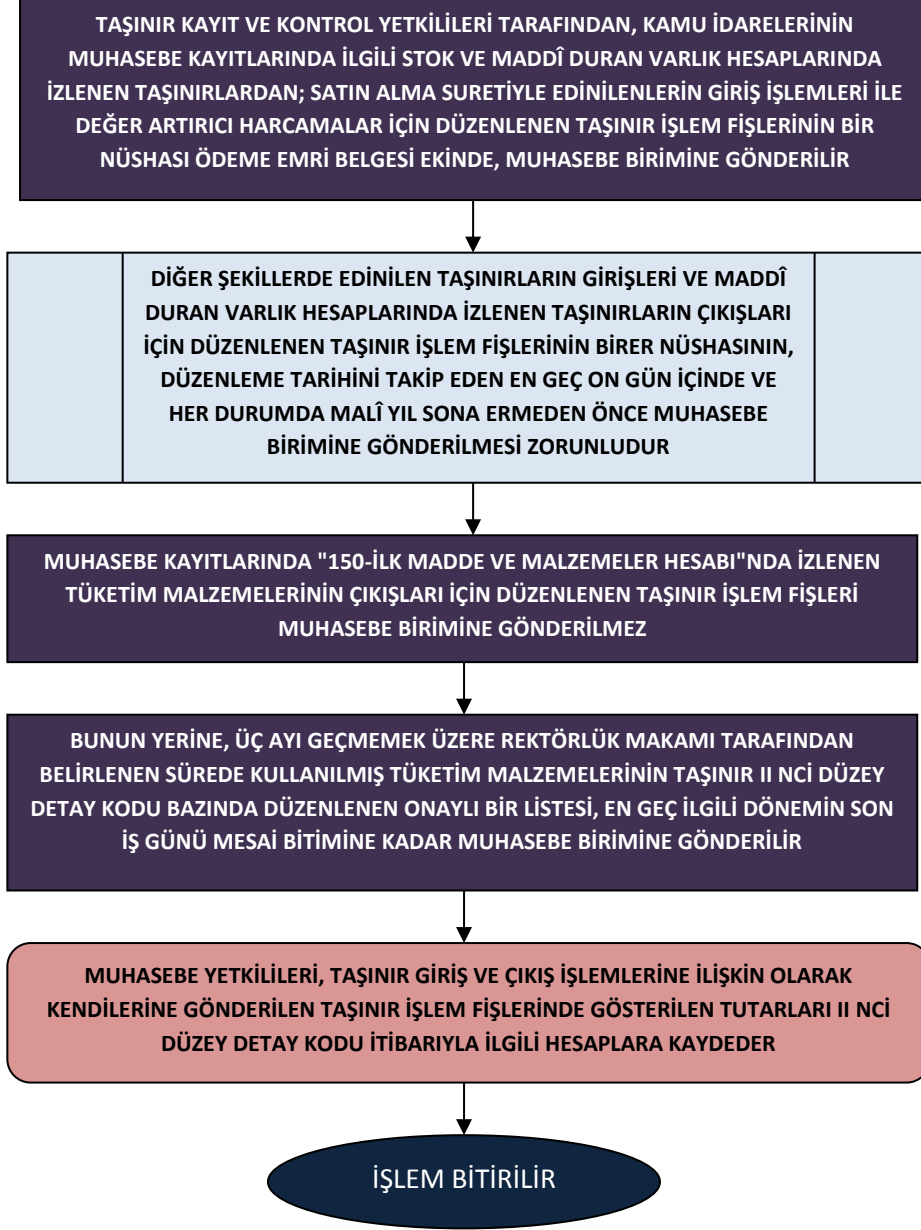 TAŞINIR KAYIT VE KONTROL YETKİLİLERİ TARAFINDAN, KAMU İDARELERİNİN
MUHASEBE KAYITLARINDA İLGİLİ STOK VE MADDÎ DURAN VARLIK HESAPLARINDA
İZLENEN TAŞINIRLARDAN; SATIN ALMA SURETİYLE EDİNİLENLERİN GİRİŞ İŞLEMLERİ İLE
DEĞER ARTIRICI HARCAMALAR İÇİN DÜZENLENEN TAŞINIR İŞLEM FİŞLERİNİN BİR
NÜSHASI ÖDEME EMRİ BELGESİ EKİNDE, MUHASEBE BİRİMİNE GÖNDERİLİR
DİĞER ŞEKİLLERDE EDİNİLEN TAŞINIRLARIN GİRİŞLERİ VE MADDÎ
DURAN VARLIK HESAPLARINDA İZLENEN TAŞINIRLARIN ÇIKIŞLARI
İÇİN DÜZENLENEN TAŞINIR İŞLEM FİŞLERİNİN BİRER NÜSHASININ,
DÜZENLEME TARİHİNİ TAKİP EDEN EN GEÇ ON GÜN İÇİNDE VE
HER DURUMDA MALÎ YIL SONA ERMEDEN ÖNCE MUHASEBE
BİRİMİNE GÖNDERİLMESİ ZORUNLUDUR
MUHASEBE KAYITLARINDA "150-İLK MADDE VE MALZEMELER HESABI"NDA İZLENEN
TÜKETİM MALZEMELERİNİN ÇIKIŞLARI İÇİN DÜZENLENEN TAŞINIR İŞLEM FİŞLERİ
MUHASEBE BİRİMİNE GÖNDERİLMEZ
BUNUN YERİNE, ÜÇ AYI GEÇMEMEK ÜZERE REKTÖRLÜK MAKAMI TARAFINDAN
BELİRLENEN SÜREDE KULLANILMIŞ TÜKETİM MALZEMELERİNİN TAŞINIR II NCİ DÜZEY
DETAY KODU BAZINDA DÜZENLENEN ONAYLI BİR LİSTESİ, EN GEÇ İLGİLİ DÖNEMİN SON
İŞ GÜNÜ MESAİ BİTİMİNE KADAR MUHASEBE BİRİMİNE GÖNDERİLİR
MUHASEBE YETKİLİLERİ, TAŞINIR GİRİŞ VE ÇIKIŞ İŞLEMLERİNE İLİŞKİN OLARAK
KENDİLERİNE GÖNDERİLEN TAŞINIR İŞLEM FİŞLERİNDE GÖSTERİLEN TUTARLARI II NCİ
DÜZEY DETAY KODU İTİBARIYLA İLGİLİ HESAPLARA KAYDEDER
İŞLEM BİTİRİLİR